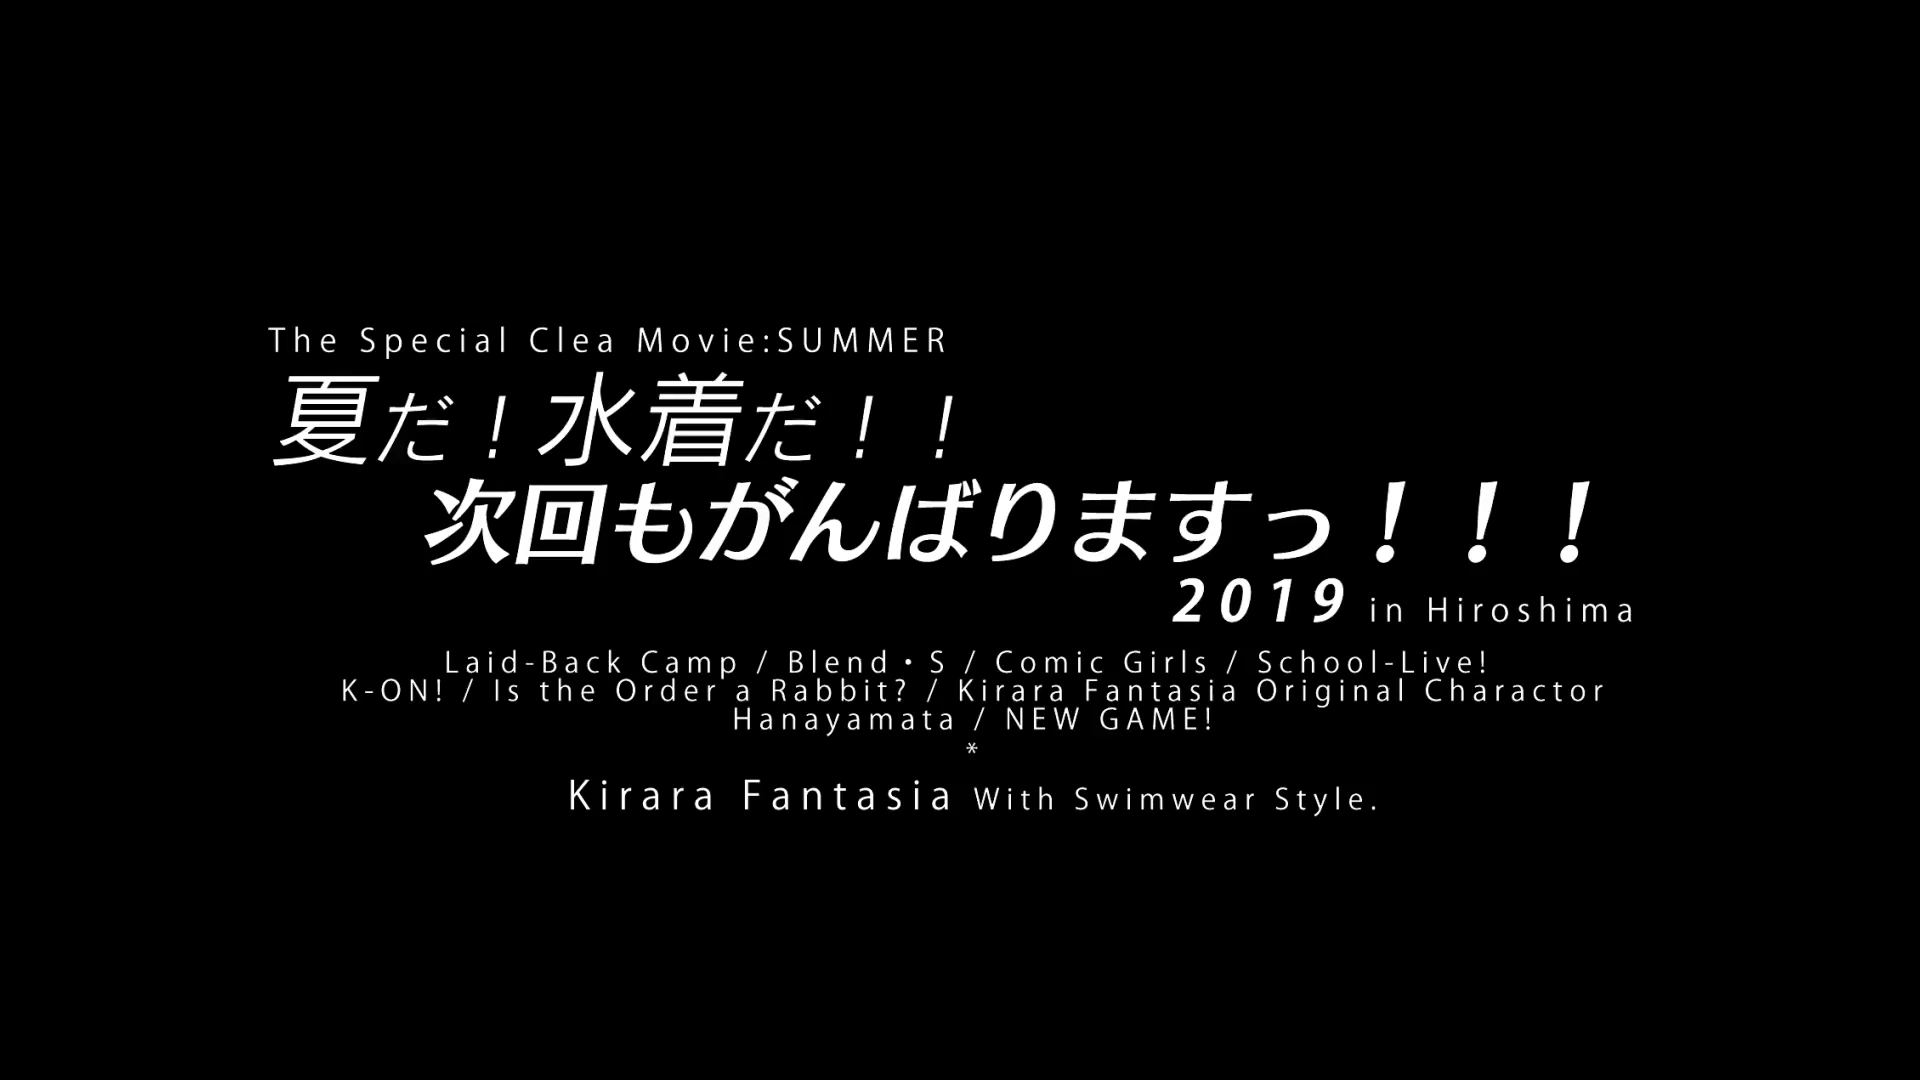 The Special Clea Movie:SUMMER
夏だ！水着だ！！
次回もがんばりますっ！！！
2019 in Hiroshima
Laid-Back Camp / Blend・S / Comic Girls / School-Live!
K-ON! / Is the Order a Rabbit? / Kirara Fantasia Original Charactor
Hanayamata / NEW GAME!
*
Kirara Fantasia With Swimwear Style.